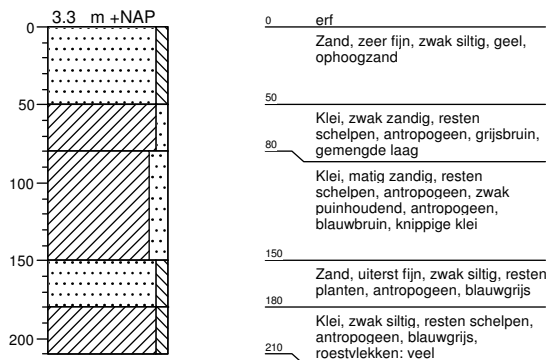 3.3 m +NAP
0
50
100
150
200
0 erf
Zand, zeer fijn, zwak siltig, geel,
ophoogzand
50
Klei, zwak zandig, resten
schelpen, antropogeen, grijsbruin,
gemengde laag
80
Klei, matig zandig, resten
schelpen, antropogeen, zwak
puinhoudend, antropogeen,
blauwbruin, knippige klei
150
Zand, uiterst fijn, zwak siltig, resten
planten, antropogeen, blauwgrijs
180
Klei, zwak siltig, resten schelpen,
antropogeen, blauwgrijs,
roestvlekken: veel
210